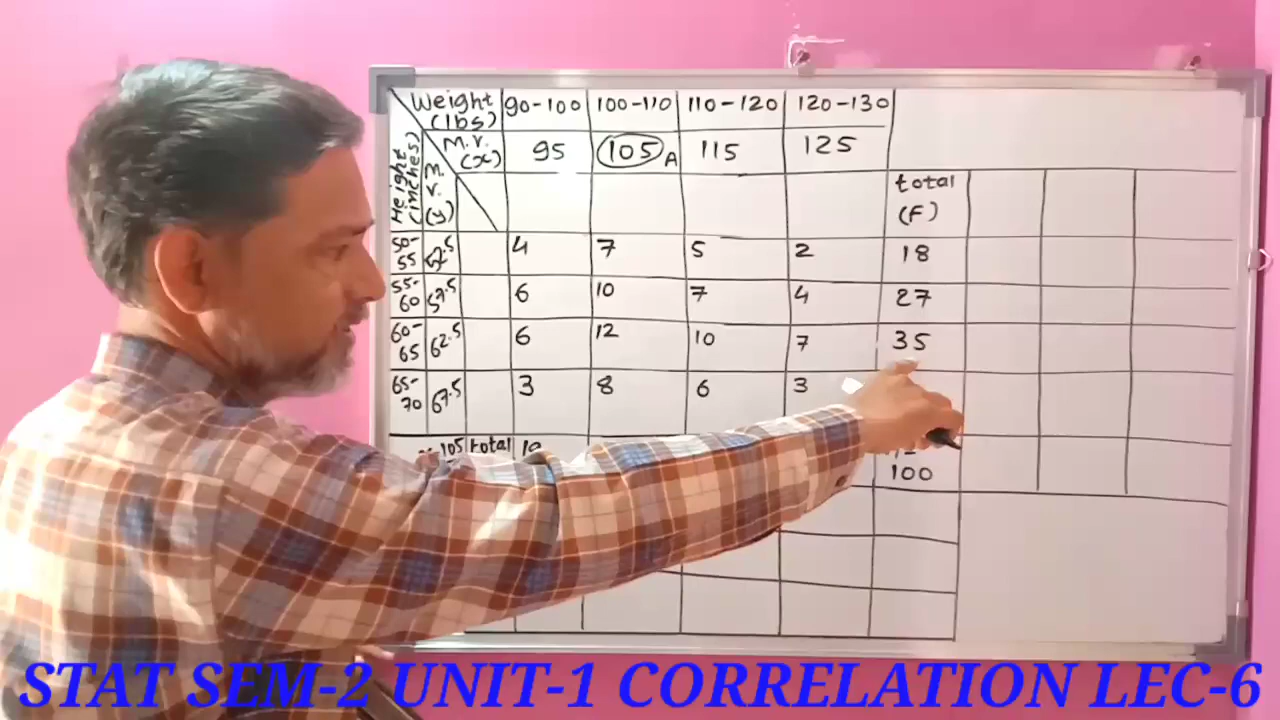 Weight (lbs) 90-100 100-110 110-120 120-130
M.V. (x) 95 105 A 115 125
Height (inches) M.V. (y) total (F)
50-55 4 7 5 2 18
55-60 57.5 6 10 7 4 27
60-65 62.5 6 12 10 7 35
65-70 67.5 3 8 6 3
105 total 19
100
STAT SEM-2 UNIT-1 CORRELATION LEC-6